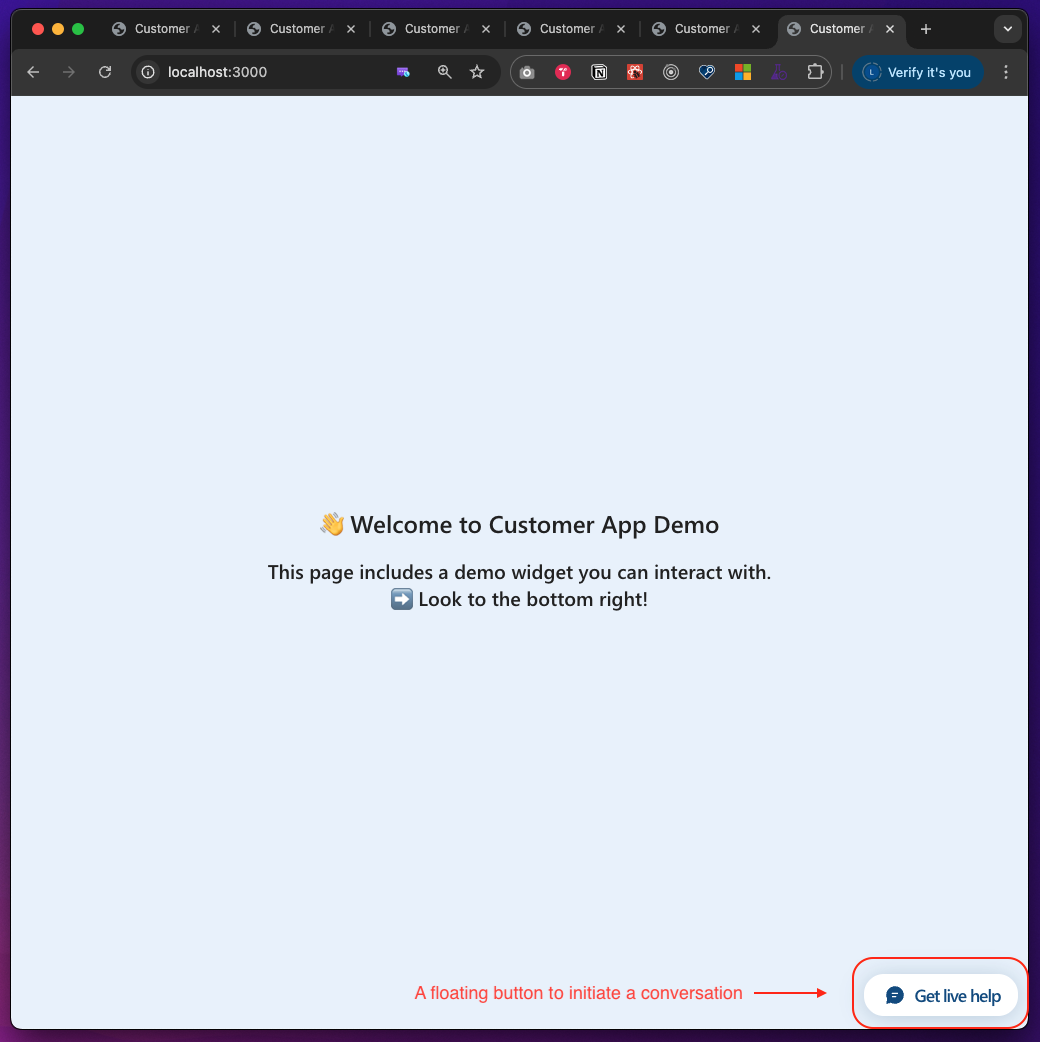 Customer A
Customer A
Customer A
Customer A
Customer A
Customer A
localhost:3000
L
Verify it's you
👋 Welcome to Customer App Demo
This page includes a demo widget you can interact with.
➡️ Look to the bottom right!
A floating button to initiate a conversation
Get live help